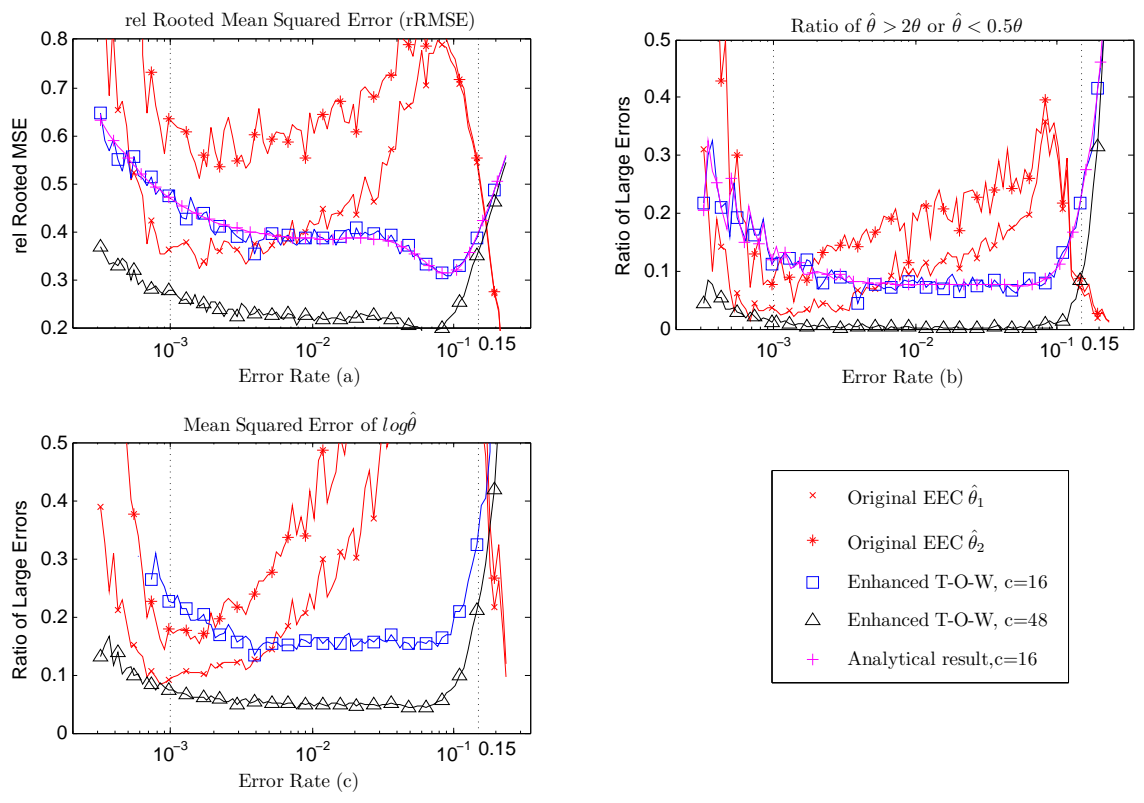 rel Rooted Mean Squared Error (rRMSE)
0.8
0.7
0.6
0.5
0.4
0.3
0.2
rel Rooted MSE
10^{-3}
10^{-2}
10^{-1}
0.15
Error Rate (a)
Ratio of θ̂ > 2θ or θ̂ < 0.5θ
0.5
0.4
0.3
0.2
0.1
0
Ratio of Large Errors
10^{-3}
10^{-2}
10^{-1}
0.15
Error Rate (b)
Mean Squared Error of logθ̂
0.5
0.4
0.3
0.2
0.1
0
Ratio of Large Errors
10^{-3}
10^{-2}
10^{-1}
0.15
Error Rate (c)
Original EEC θ̂₁
Original EEC θ̂₂
Enhanced T-O-W, c=16
Enhanced T-O-W, c=48
Analytical result,c=16